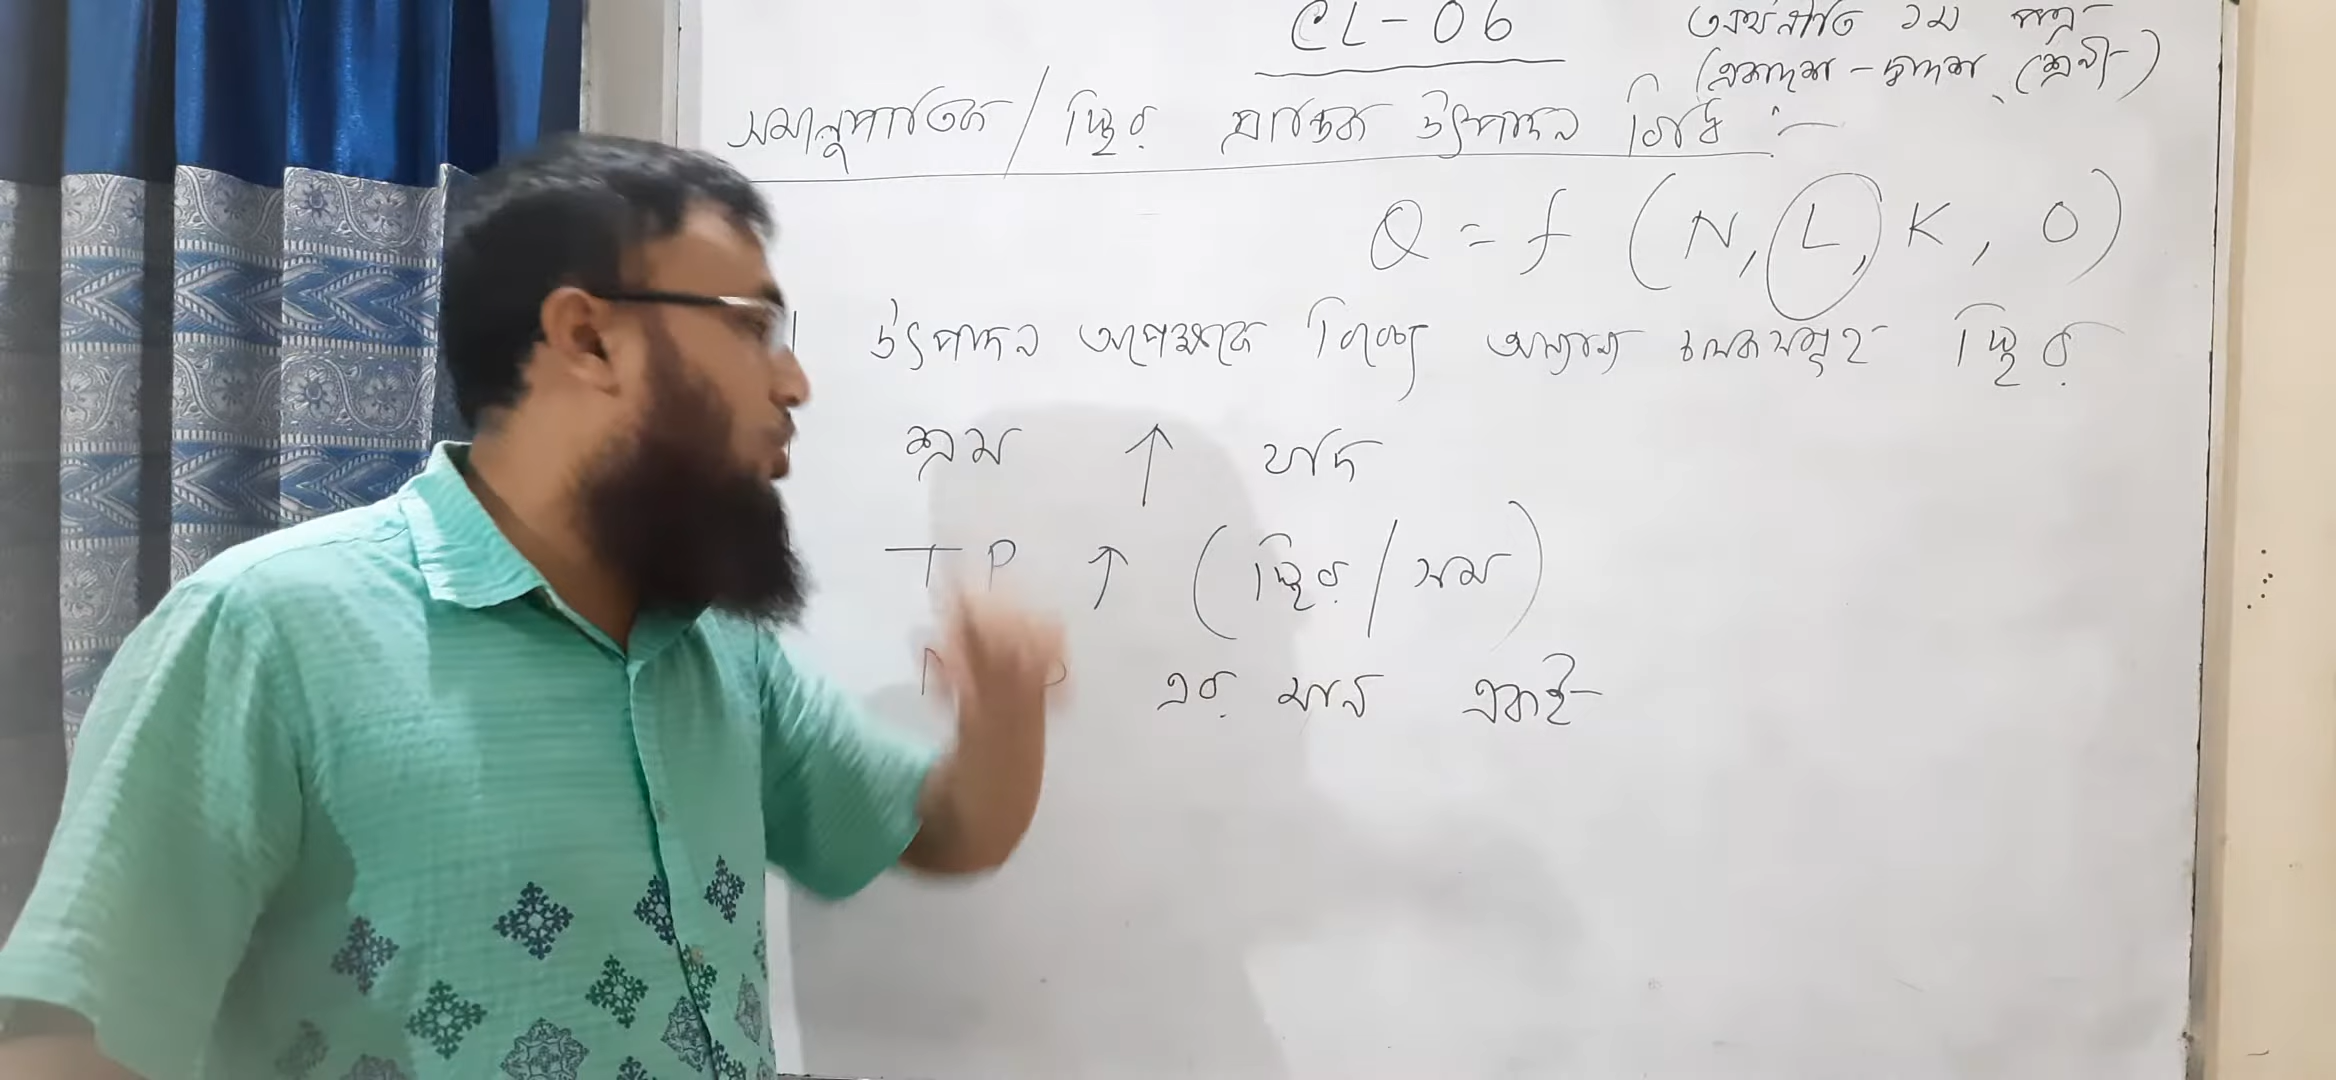 CL-06
অর্থনীতি ১ম পত্র
(একাদশ - দ্বাদশ শ্রেণী)
সমানুপাতিক / স্থির প্রান্তিক উৎপাদন বিধি :-
Q = f (N, L, K, O)
উৎপাদন অপেক্ষকে বিবেচ্য অন্যান্য চলকসমূহ স্থির
শ্রম ↑ যদি
TP ↑ (স্থির / সম)
P এর মান একই